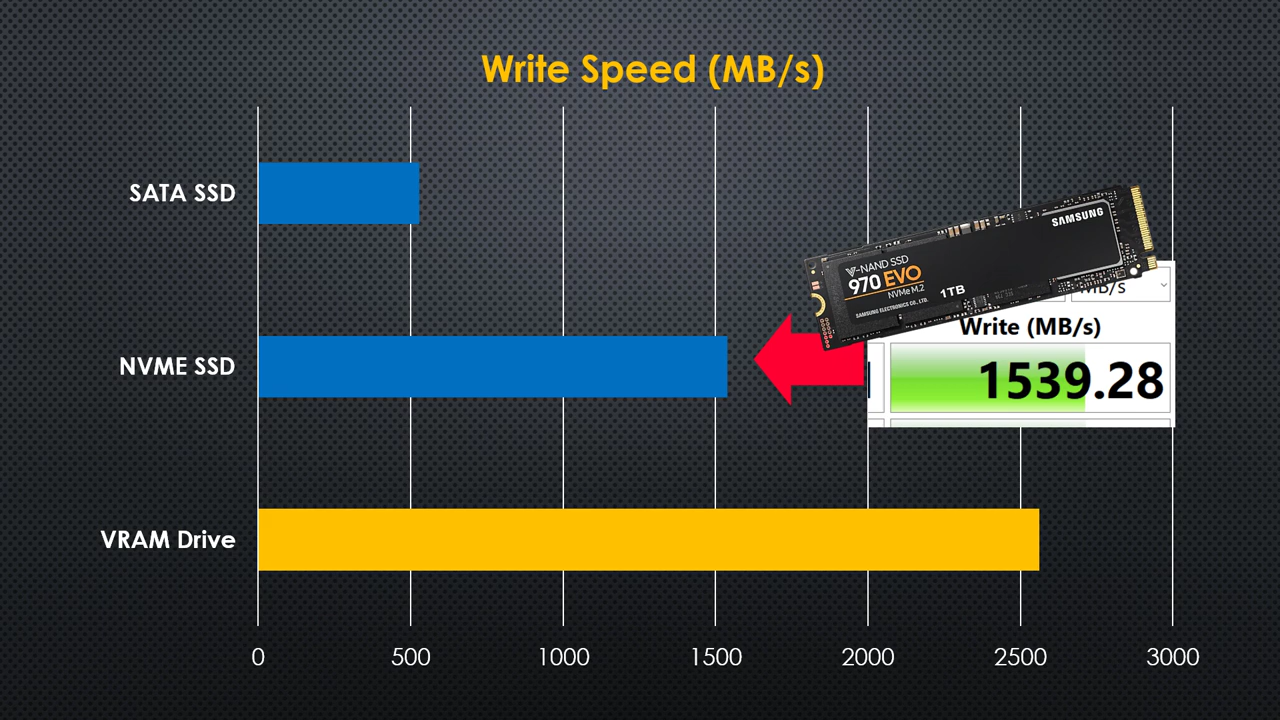 Write Speed (MB/s)
SATA SSD
SAMSUNG
V-NAND SSD
970 EVO
NVMe M.2
1TB
SAMSUNG ELECTRONICS CO., LTD.
MB/s
Write (MB/s)
NVME SSD
1539.28
VRAM Drive
0 500 1000 1500 2000 2500 3000